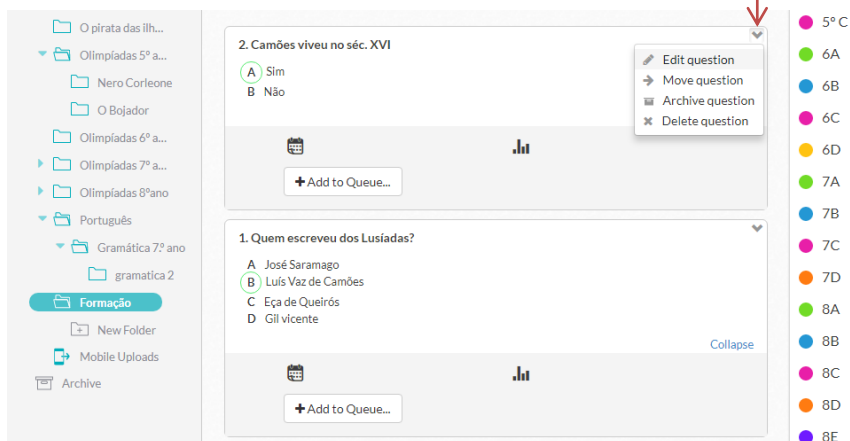 O pirata das ilh...
Olimpíadas 5º a...
Nero Corleone
O Bojador
Olimpíadas 6º a...
Olimpíadas 7º a...
Olimpíadas 8ºano
Português
Gramática 7.º ano
gramatica 2
Formação
New Folder
Mobile Uploads
Archive
2. Camões viveu no séc. XVI
A Sim
B Não
Edit question
Move question
Archive question
Delete question
+ Add to Queue...
1. Quem escreveu dos Lusíadas?
A José Saramago
B Luís Vaz de Camões
C Eça de Queirós
D Gil vicente
Collapse
+ Add to Queue...
5º C
6A
6B
6C
6D
7A
7B
7C
7D
8A
8B
8C
8D
8E